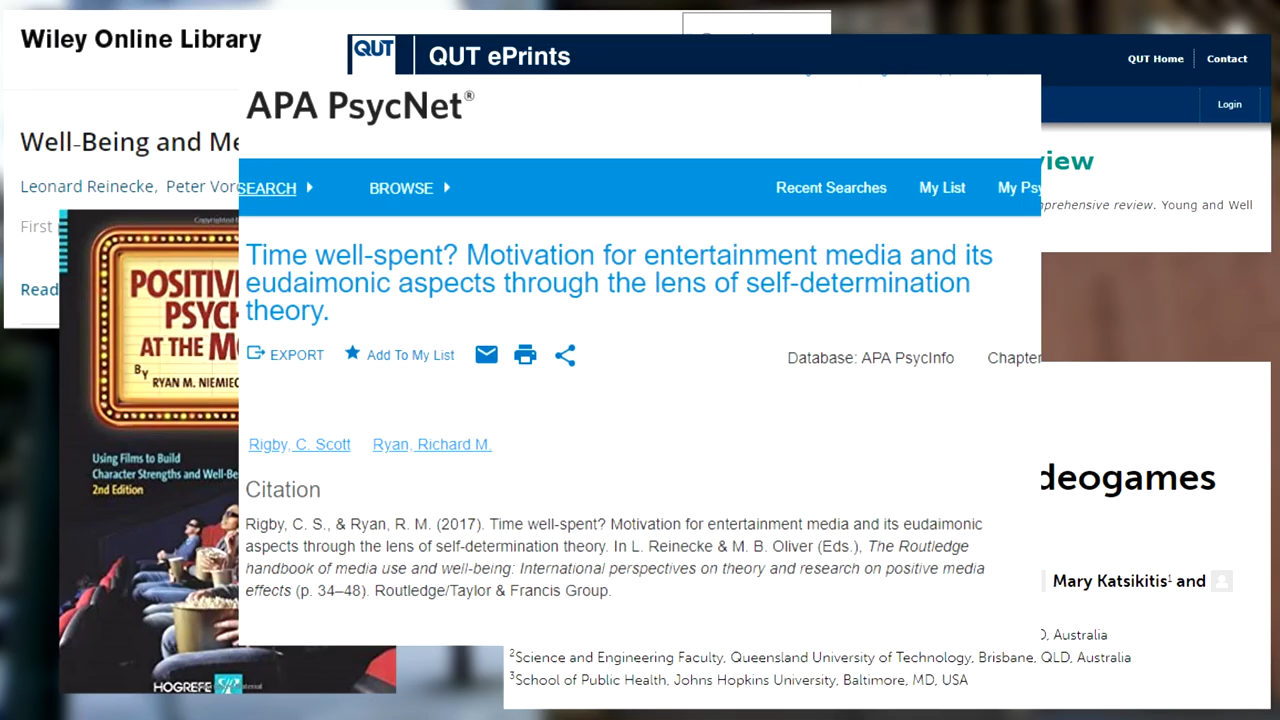 Wiley Online Library
QUT
QUT ePrints
QUT Home
Contact
Login
APA PsycNet®
Well-Being and Me
Leonard Reinecke, Peter Vor
First
Read
SEARCH
BROWSE
Recent Searches
My List
My Psy
view
mprehensive review. Young and Well
Time well-spent? Motivation for entertainment media and its
eudaimonic aspects through the lens of self-determination
theory.
EXPORT
Add To My List
Database: APA PsycInfo
Chapter
Rigby, C. Scott
Ryan, Richard M.
Citation
Rigby, C. S., & Ryan, R. M. (2017). Time well-spent? Motivation for entertainment media and its eudaimonic
aspects through the lens of self-determination theory. In L. Reinecke & M. B. Oliver (Eds.), The Routledge
handbook of media use and well-being: International perspectives on theory and research on positive media
effects (p. 34–48). Routledge/Taylor & Francis Group.
Copyrighted
POSITIV
PSYC
AT THE MO
BY
RYAN M. NIEMIEC
Using Films to Build
Character Strengths and Well-Be
2nd Edition
HOGREFE
deogames
Mary Katsikitis¹ and
D, Australia
²Science and Engineering Faculty, Queensland University of Technology, Brisbane, QLD, Australia
³School of Public Health, Johns Hopkins University, Baltimore, MD, USA